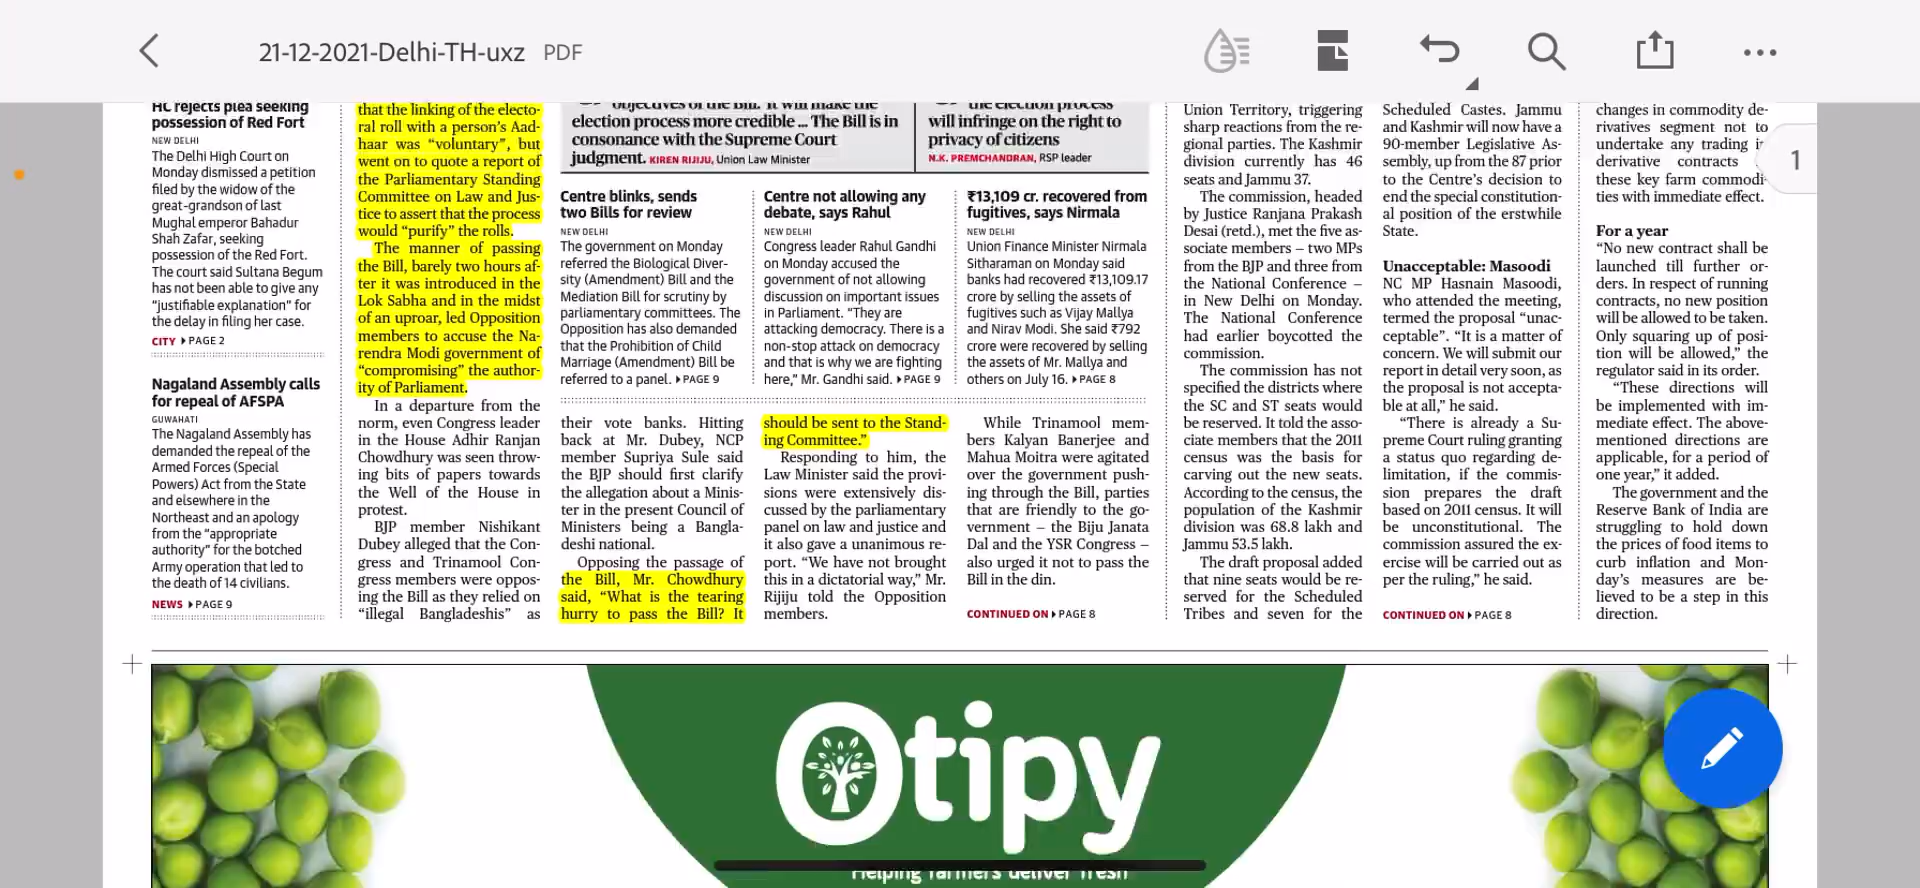 21-12-2021-Delhi-TH-uxz PDF
1
HC rejects plea seeking
possession of Red Fort
NEW DELHI
The Delhi High Court on
Monday dismissed a petition
filed by the widow of the
great-grandson of last
Mughal emperor Bahadur
Shah Zafar, seeking
possession of the Red Fort.
The court said Sultana Begum
has not been able to give any
“justifiable explanation” for
the delay in filing her case.
CITY PAGE 2
Nagaland Assembly calls
for repeal of AFSPA
GUWAHATI
The Nagaland Assembly has
demanded the repeal of the
Armed Forces (Special
Powers) Act from the State
and elsewhere in the
Northeast and an apology
from the “appropriate
authority” for the botched
Army operation that led to
the death of 14 civilians.
NEWS PAGE 9
that the linking of the electo-
ral roll with a person’s Aad-
haar was “voluntary”, but
went on to quote a report of
the Parliamentary Standing
Committee on Law and Jus-
tice to assert that the process
would “purify” the rolls.
The manner of passing
the Bill, barely two hours af-
ter it was introduced in the
Lok Sabha and in the midst
of an uproar, led Opposition
members to accuse the Na-
rendra Modi government of
“compromising” the author-
ity of Parliament.
In a departure from the
norm, even Congress leader
in the House Adhir Ranjan
Chowdhury was seen throw-
ing bits of papers towards
the Well of the House in
protest.
BJP member Nishikant
Dubey alleged that the Con-
gress and Trinamool Con-
gress members were oppos-
ing the Bill as they relied on
“illegal Bangladeshis” as
objectives of the Bill. It will make the
election process more credible ... The Bill is in
consonance with the Supreme Court
judgment. KIREN RIJIJU, Union Law Minister
the election process
will infringe on the right to
privacy of citizens
N.K. PREMCHANDRAN, RSP leader
Centre blinks, sends
two Bills for review
NEW DELHI
The government on Monday
referred the Biological Diver-
sity (Amendment) Bill and the
Mediation Bill for scrutiny by
parliamentary committees. The
Opposition has also demanded
that the Prohibition of Child
Marriage (Amendment) Bill be
referred to a panel. PAGE 9
Centre not allowing any
debate, says Rahul
NEW DELHI
Congress leader Rahul Gandhi
on Monday accused the
government of not allowing
discussion on important issues
in Parliament. “They are
attacking democracy. There is a
non-stop attack on democracy
and that is why we are fighting
here,” Mr. Gandhi said. PAGE 9
₹13,109 cr. recovered from
fugitives, says Nirmala
NEW DELHI
Union Finance Minister Nirmala
Sitharaman on Monday said
banks had recovered ₹13,109.17
crore by selling the assets of
fugitives such as Vijay Mallya
and Nirav Modi. She said ₹792
crore were recovered by selling
the assets of Mr. Mallya and
others on July 16. PAGE 8
their vote banks. Hitting
back at Mr. Dubey, NCP
member Supriya Sule said
the BJP should first clarify
the allegation about a Minis-
ter in the present Council of
Ministers being a Bangla-
deshi national.
Opposing the passage of
the Bill, Mr. Chowdhury
said, “What is the tearing
hurry to pass the Bill? It
should be sent to the Stand-
ing Committee.”
Responding to him, the
Law Minister said the provi-
sions were extensively dis-
cussed by the parliamentary
panel on law and justice and
it also gave a unanimous re-
port. “We have not brought
this in a dictatorial way,” Mr.
Rijiju told the Opposition
members.
While Trinamool mem-
bers Kalyan Banerjee and
Mahua Moitra were agitated
over the government push-
ing through the Bill, parties
that are friendly to the go-
vernment – the Biju Janata
Dal and the YSR Congress –
also urged it not to pass the
Bill in the din.
CONTINUED ON PAGE 8
Union Territory, triggering
sharp reactions from the re-
gional parties. The Kashmir
division currently has 46
seats and Jammu 37.
The commission, headed
by Justice Ranjana Prakash
Desai (retd.), met the five as-
sociate members – two MPs
from the BJP and three from
the National Conference –
in New Delhi on Monday.
The National Conference
had earlier boycotted the
commission.
The commission has not
specified the districts where
the SC and ST seats would
be reserved. It told the asso-
ciate members that the 2011
census was the basis for
carving out the new seats.
According to the census, the
population of the Kashmir
division was 68.8 lakh and
Jammu 53.5 lakh.
The draft proposal added
that nine seats would be re-
served for the Scheduled
Tribes and seven for the
Scheduled Castes. Jammu
and Kashmir will now have a
90-member Legislative As-
sembly, up from the 87 prior
to the Centre’s decision to
end the special constitution-
al position of the erstwhile
State.
Unacceptable: Masoodi
NC MP Hasnain Masoodi,
who attended the meeting,
termed the proposal “unac-
ceptable”. “It is a matter of
concern. We will submit our
report in detail very soon, as
the proposal is not accepta-
ble at all,” he said.
“There is already a Su-
preme Court ruling granting
a status quo regarding de-
limitation, if the commis-
sion prepares the draft
based on 2011 census. It will
be unconstitutional. The
commission assured the ex-
ercise will be carried out as
per the ruling,” he said.
CONTINUED ON PAGE 8
changes in commodity de-
rivatives segment not to
undertake any trading
derivative contracts
these key farm commodi-
ties with immediate effect.
For a year
“No new contract shall be
launched till further or-
ders. In respect of running
contracts, no new position
will be allowed to be taken.
Only squaring up of posi-
tion will be allowed,” the
regulator said in its order.
“These directions will
be implemented with im-
mediate effect. The above-
mentioned directions are
applicable, for a period of
one year,” it added.
The government and the
Reserve Bank of India are
struggling to hold down
the prices of food items to
curb inflation and Mon-
day’s measures are be-
lieved to be a step in this
direction.
Otipy
Helping farmers deliver fresh